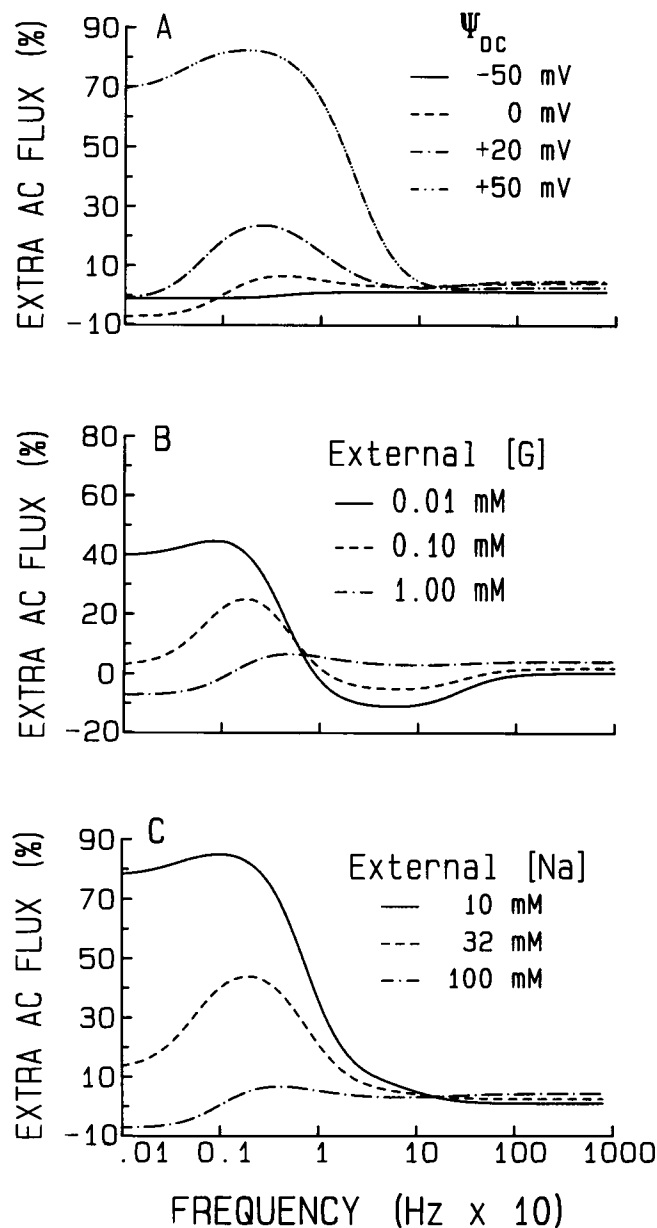 A
Ψ DC
-50 mV
0 mV
+20 mV
+50 mV
EXTRA AC FLUX (%)
90
70
50
30
10
-10
B
External [G]
0.01 mM
0.10 mM
1.00 mM
EXTRA AC FLUX (%)
80
60
40
20
0
-20
C
External [Na]
10 mM
32 mM
100 mM
EXTRA AC FLUX (%)
90
70
50
30
10
-10
.01 0.1 1 10 100 1000
FREQUENCY (Hz x 10)